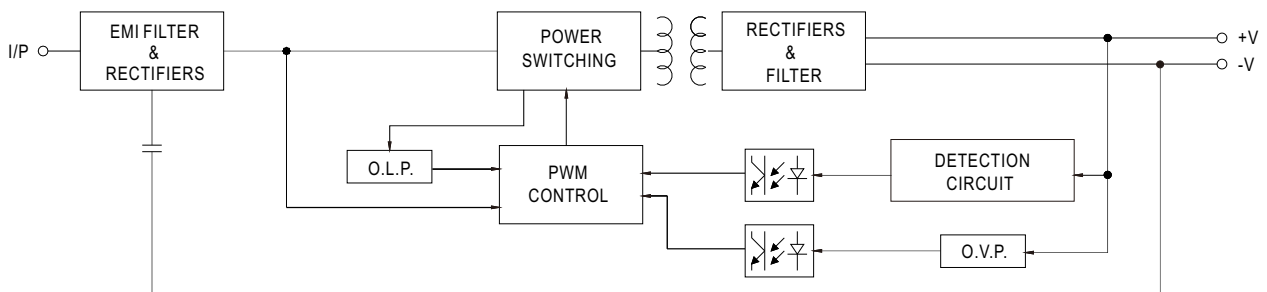 I/P
EMI FILTER
&
RECTIFIERS
POWER
SWITCHING
RECTIFIERS
&
FILTER
+V
-V
O.L.P.
PWM
CONTROL
DETECTION
CIRCUIT
O.V.P.